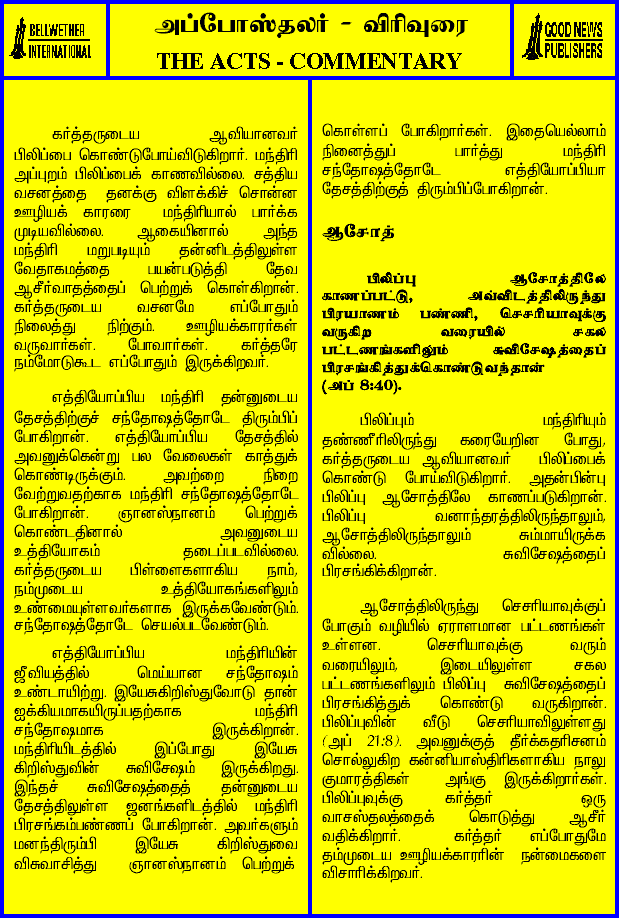 BELLWETHER
INTERNATIONAL
அப்போஸ்தலர் - விரிவுரை
THE ACTS - COMMENTARY
GOOD NEWS
PUBLISHERS
கர்த்தருடைய ஆவியானவர்
பிலிப்பை கொண்டுபோய்விடுகிறார். மந்திரி
அப்புறம் பிலிப்பைக் காணவில்லை. சத்திய
வசனத்தை தனக்கு விளக்கிச் சொன்ன
ஊழியக் காரரை மந்திரியால் பார்க்க
முடியவில்லை. ஆகையினால் அந்த
மந்திரி மறுபடியும் தன்னிடத்திலுள்ள
வேதாகமத்தை பயன்படுத்தி தேவ
ஆசீர்வாதத்தைப் பெற்றுக் கொள்கிறான்.
கர்த்தருடைய வசனமே எப்போதும்
நிலைத்து நிற்கும். ஊழியக்காரர்கள்
வருவார்கள். போவார்கள். கர்த்தரே
நம்மோடுகூட எப்போதும் இருக்கிறவர்.
எத்தியோப்பிய மந்திரி தன்னுடைய
தேசத்திற்குச் சந்தோஷத்தோடே திரும்பிப்
போகிறான். எத்தியோப்பிய தேசத்தில்
அவனுக்கென்று பல வேலைகள் காத்துக்
கொண்டிருக்கும். அவற்றை நிறை
வேற்றுவதற்காக மந்திரி சந்தோஷத்தோடே
போகிறான். ஞானஸ்நானம் பெற்றுக்
கொண்டதினால் அவனுடைய
உத்தியோகம் தடைப்படவில்லை.
கர்த்தருடைய பிள்ளைகளாகிய நாம்,
நம்முடைய உத்தியோகங்களிலும்
உண்மையுள்ளவர்களாக இருக்கவேண்டும்.
சந்தோஷத்தோடே செயல்படவேண்டும்.
எத்தியோப்பிய மந்திரியின்
ஜீவியத்தில் மெய்யான சந்தோஷம்
உண்டாயிற்று. இயேசுகிறிஸ்துவோடு தான்
ஐக்கியமாகயிருப்பதற்காக மந்திரி
சந்தோஷமாக இருக்கிறான்.
மந்திரியிடத்தில் இப்போது இயேசு
கிறிஸ்துவின் சுவிசேஷம் இருக்கிறது.
இந்தச் சுவிசேஷத்தைத் தன்னுடைய
தேசத்திலுள்ள ஜனங்களிடத்தில் மந்திரி
பிரசங்கம்பண்ணப் போகிறான். அவர்களும்
மனந்திரும்பி இயேசு கிறிஸ்துவை
விசுவாசித்து ஞானஸ்நானம் பெற்றுக்
கொள்ளப் போகிறார்கள். இதையெல்லாம்
நினைத்துப் பார்த்து மந்திரி
சந்தோஷத்தோடே எத்தியோப்பியா
தேசத்திற்குத் திரும்பிப்போகிறான்.
ஆசோத்
பிலிப்பு ஆசோத்திலே
காணப்பட்டு, அவ்விடத்திலிருந்து
பிரயாணம் பண்ணி, செசரியாவுக்கு
வருகிற வரையில் சகல
பட்டணங்களிலும் சுவிசேஷத்தைப்
பிரசங்கித்துக்கொண்டுவந்தான்
(அப் 8:40).
பிலிப்பும் மந்திரியும்
தண்ணீரிலிருந்து கரையேறின போது,
கர்த்தருடைய ஆவியானவர் பிலிப்பைக்
கொண்டு போய்விடுகிறார். அதன்பின்பு
பிலிப்பு ஆசோத்திலே காணப்படுகிறான்.
பிலிப்பு வனாந்தரத்திலிருந்தாலும்,
ஆசோத்திலிருந்தாலும் சும்மாயிருக்க
வில்லை. சுவிசேஷத்தைப்
பிரசங்கிக்கிறான்.
ஆசோத்திலிருந்து செசரியாவுக்குப்
போகும் வழியில் ஏராளமான பட்டணங்கள்
உள்ளன. செசரியாவுக்கு வரும்
வரையிலும், இடையிலுள்ள சகல
பட்டணங்களிலும் பிலிப்பு சுவிசேஷத்தைப்
பிரசங்கித்துக் கொண்டு வருகிறான்.
பிலிப்புவின் வீடு செசரியாவிலுள்ளது
(அப் 21:8). அவனுக்குத் தீர்க்கதரிசனம்
சொல்லுகிற கன்னியாஸ்திரிகளாகிய நாலு
குமாரத்திகள் அங்கு இருக்கிறார்கள்.
பிலிப்புவுக்கு கர்த்தர் ஒரு
வாசஸ்தலத்தைக் கொடுத்து ஆசீர்
வதிக்கிறார். கர்த்தர் எப்போதுமே
தம்முடைய ஊழியக்காரரின் நன்மைகளை
விசாரிக்கிறவர்.